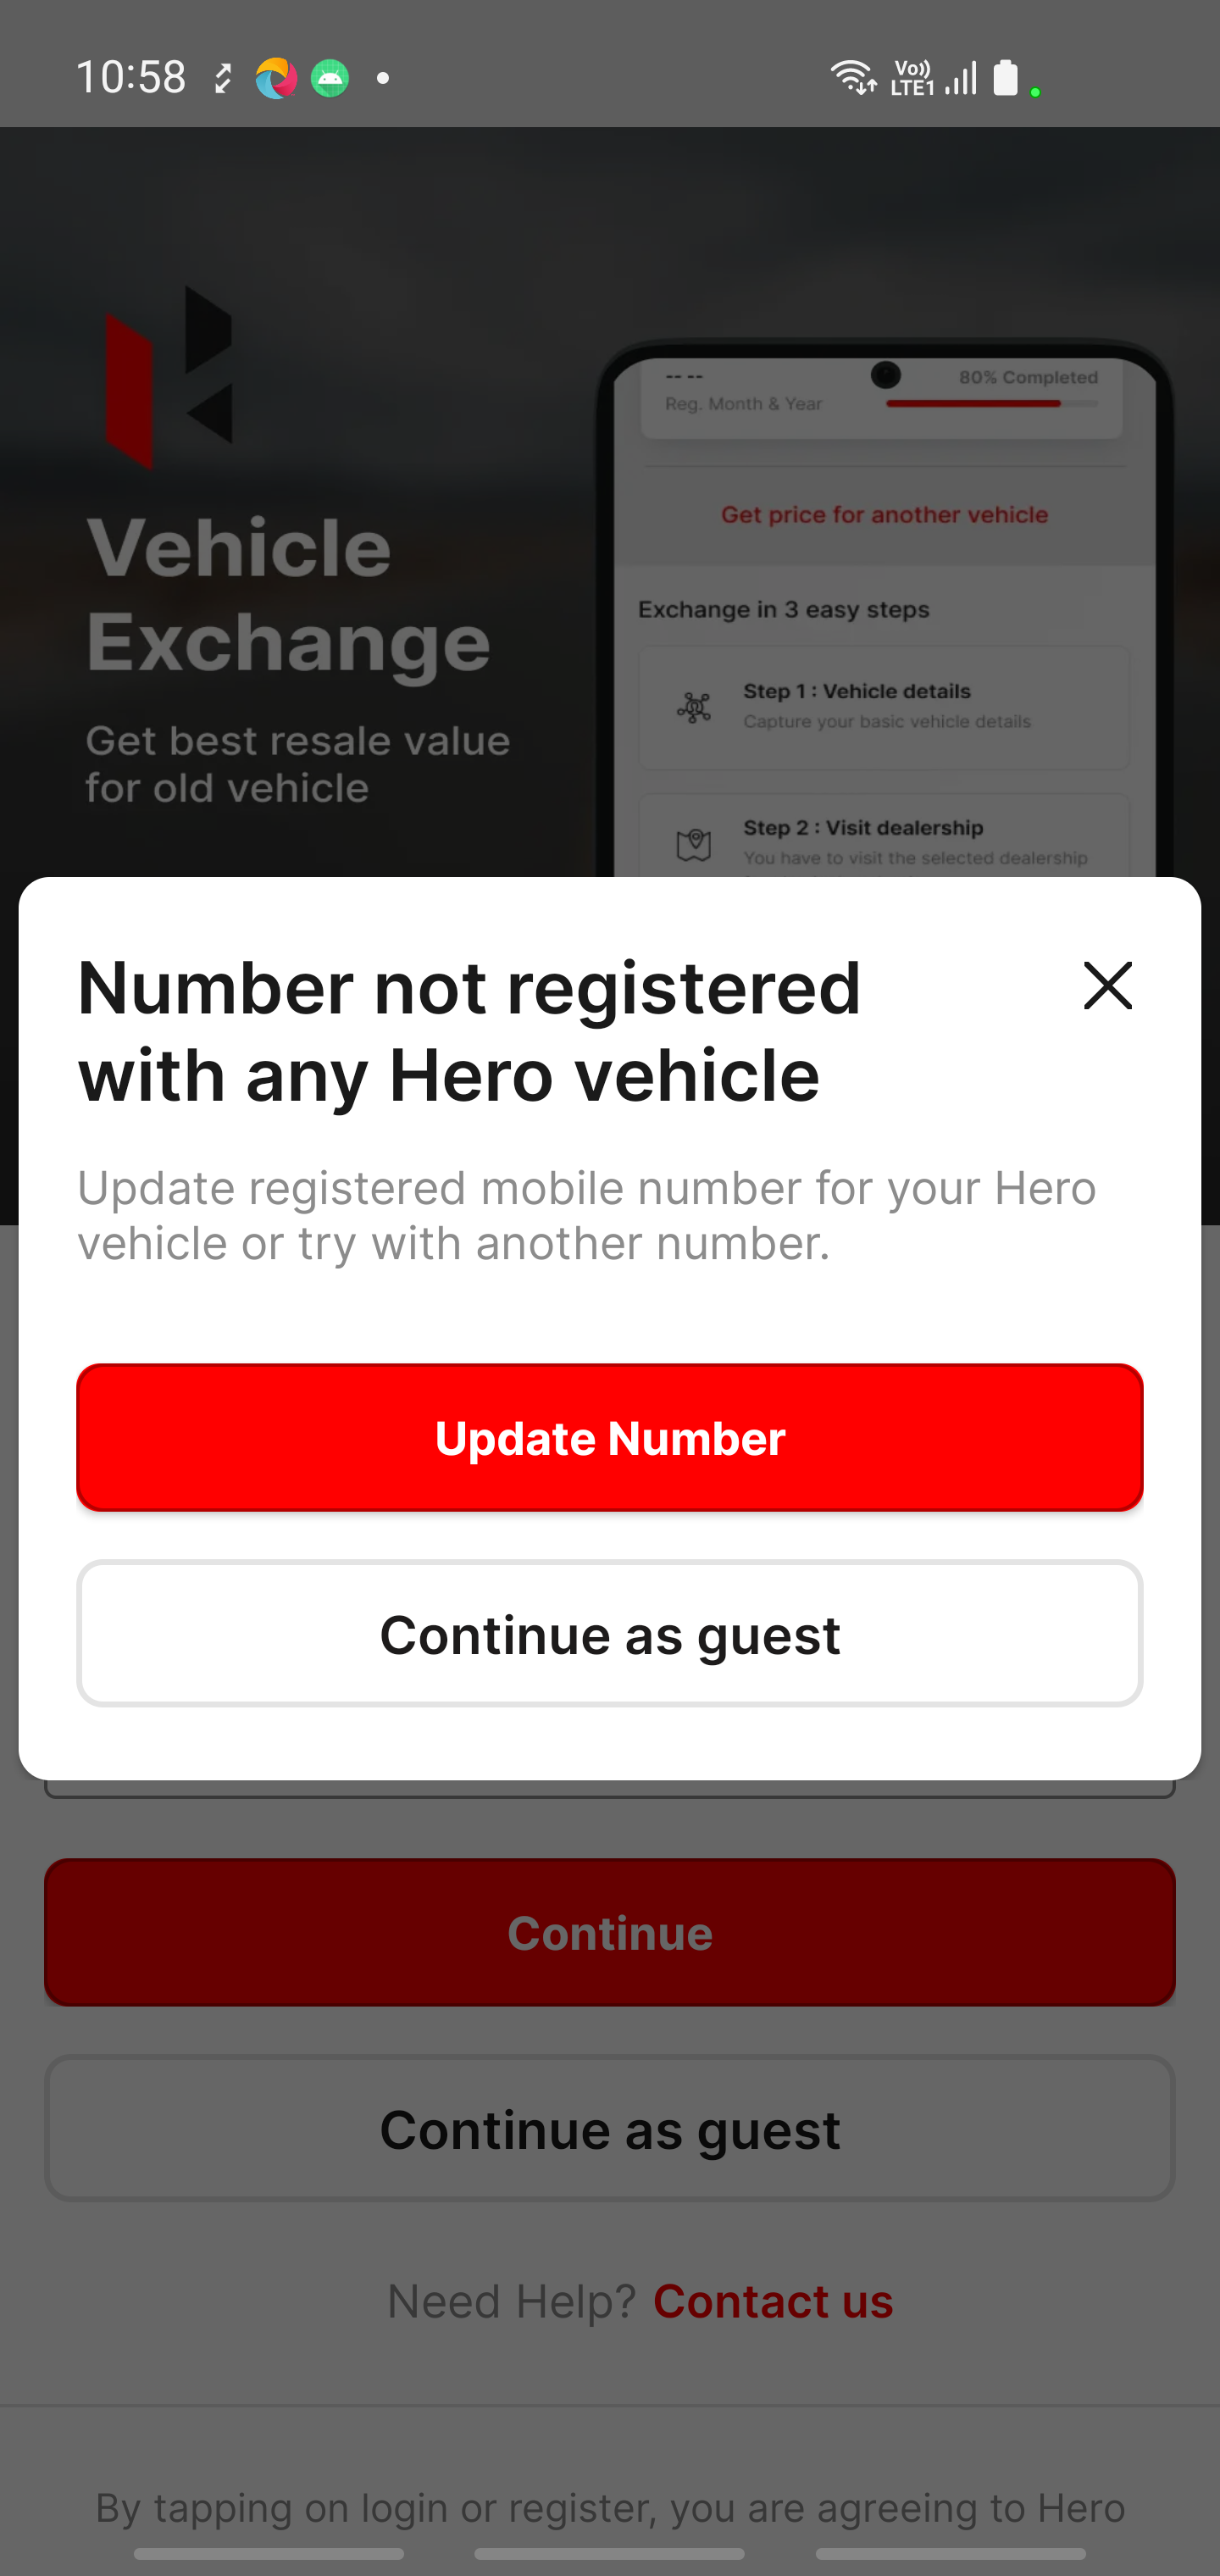 10:58
Vo))
LTE1
-- --
80% Completed
Reg. Month & Year
Get price for another vehicle
Vehicle
Exchange
Get best resale value
for old vehicle
Exchange in 3 easy steps
Step 1 : Vehicle details
Capture your basic vehicle details
Step 2 : Visit dealership
You have to visit the selected dealership
Number not registered
with any Hero vehicle
Update registered mobile number for your Hero
vehicle or try with another number.
Update Number
Continue as guest
Continue
Continue as guest
Need Help? Contact us
By tapping on login or register, you are agreeing to Hero